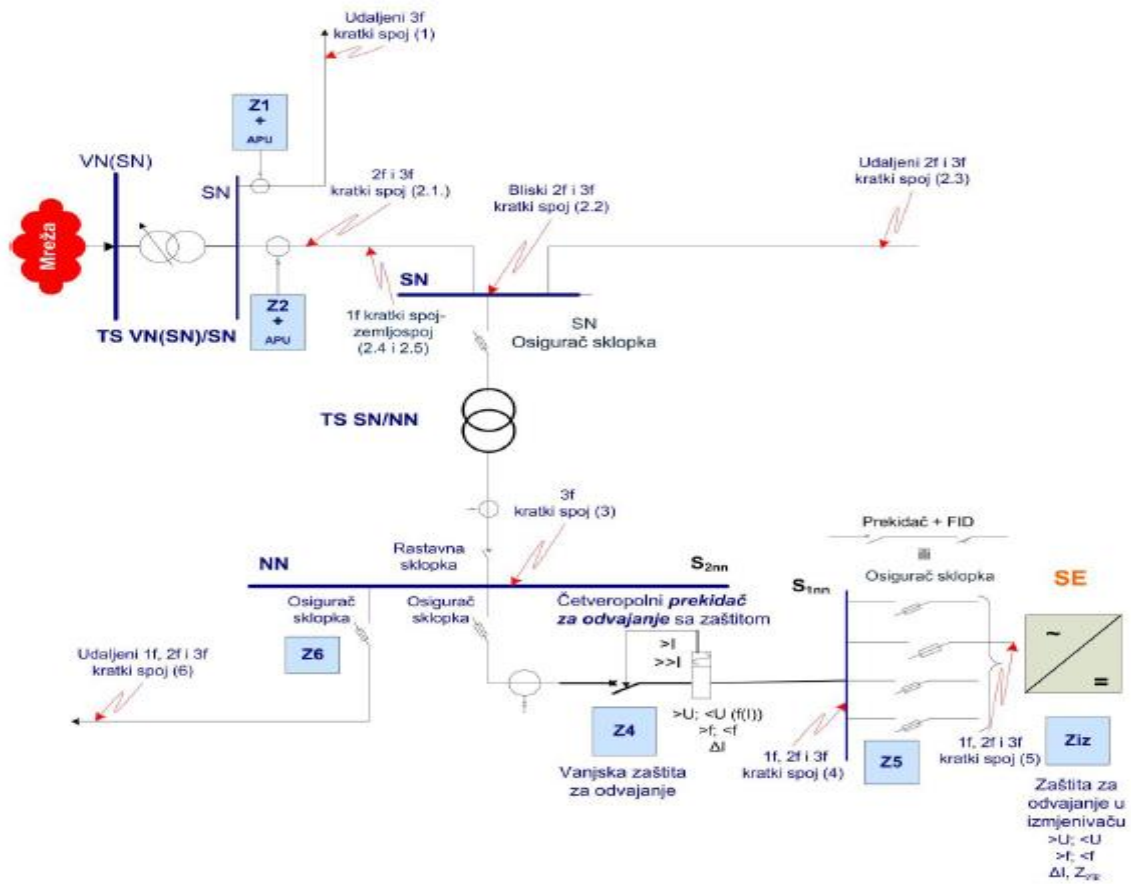 Udaljeni 3f
kratki spoj (1)
Z1
+
APU
VN(SN)
SN
2f i 3f
kratki spoj (2.1.)
Bliski 2f i 3f
kratki spoj (2.2)
Udaljeni 2f i 3f
kratki spoj (2.3)
Mreža
SN
Z2
+
APU
TS VN(SN)/SN
1f kratki spoj-
zemljospoj
(2.4 i 2.5)
SN
Osigurač sklopka
TS SN/NN
3f
kratki spoj (3)
Prekidač + FID
ili
Osigurač sklopka
SE
NN
Rastavna
sklopka
S2nn
S1nn
Osigurač
sklopka
Osigurač
sklopka
Četveropolni prekidač
za odvajanje sa zaštitom
>I
>>I
~
=
Z6
Udaljeni 1f, 2f i 3f
kratki spoj (6)
>U; <U (f(I))
>f; <f
ΔI
Z4
Vanjska zaštita
za odvajanje
1f, 2f i 3f
kratki spoj (4)
Z5
1f, 2f i 3f
kratki spoj (5)
Ziz
Zaštita za
odvajanje u
izmjenivaču
>U; <U
>f; <f
ΔI,